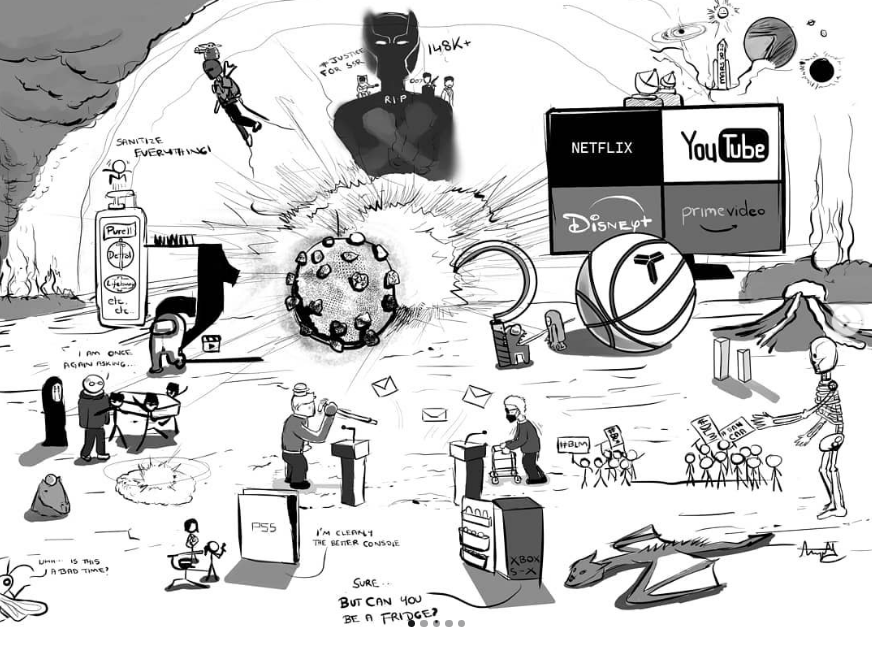 # JUSTICE
FOR SSR
148K+
007
R I P
SANITIZE
EVERYTHING!
NETFLIX
YouTube
Disney+
prime video
Purell
Dettol
Lifebuoy
etc.
etc.
I AM ONCE
AGAIN ASKING...
#BLM
PS5
I'M CLEARLY
THE BETTER CONSOLE
XBOX
S-X
UHH... IS THIS
A BAD TIME?
SURE...
BUT CAN YOU
BE A FRIDGE?